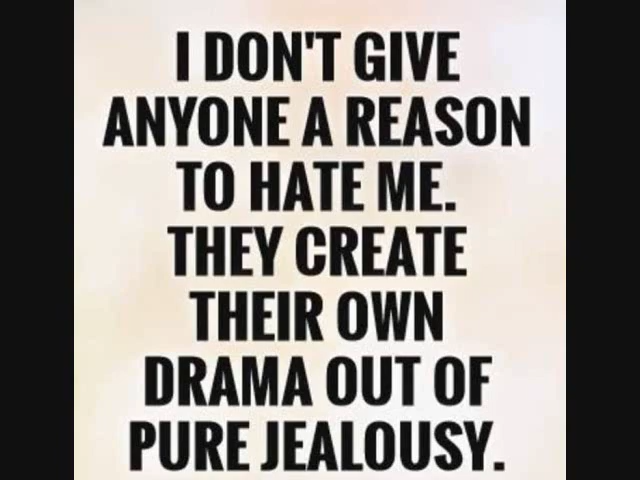 I DON'T GIVE
ANYONE A REASON
TO HATE ME.
THEY CREATE
THEIR OWN
DRAMA OUT OF
PURE JEALOUSY.